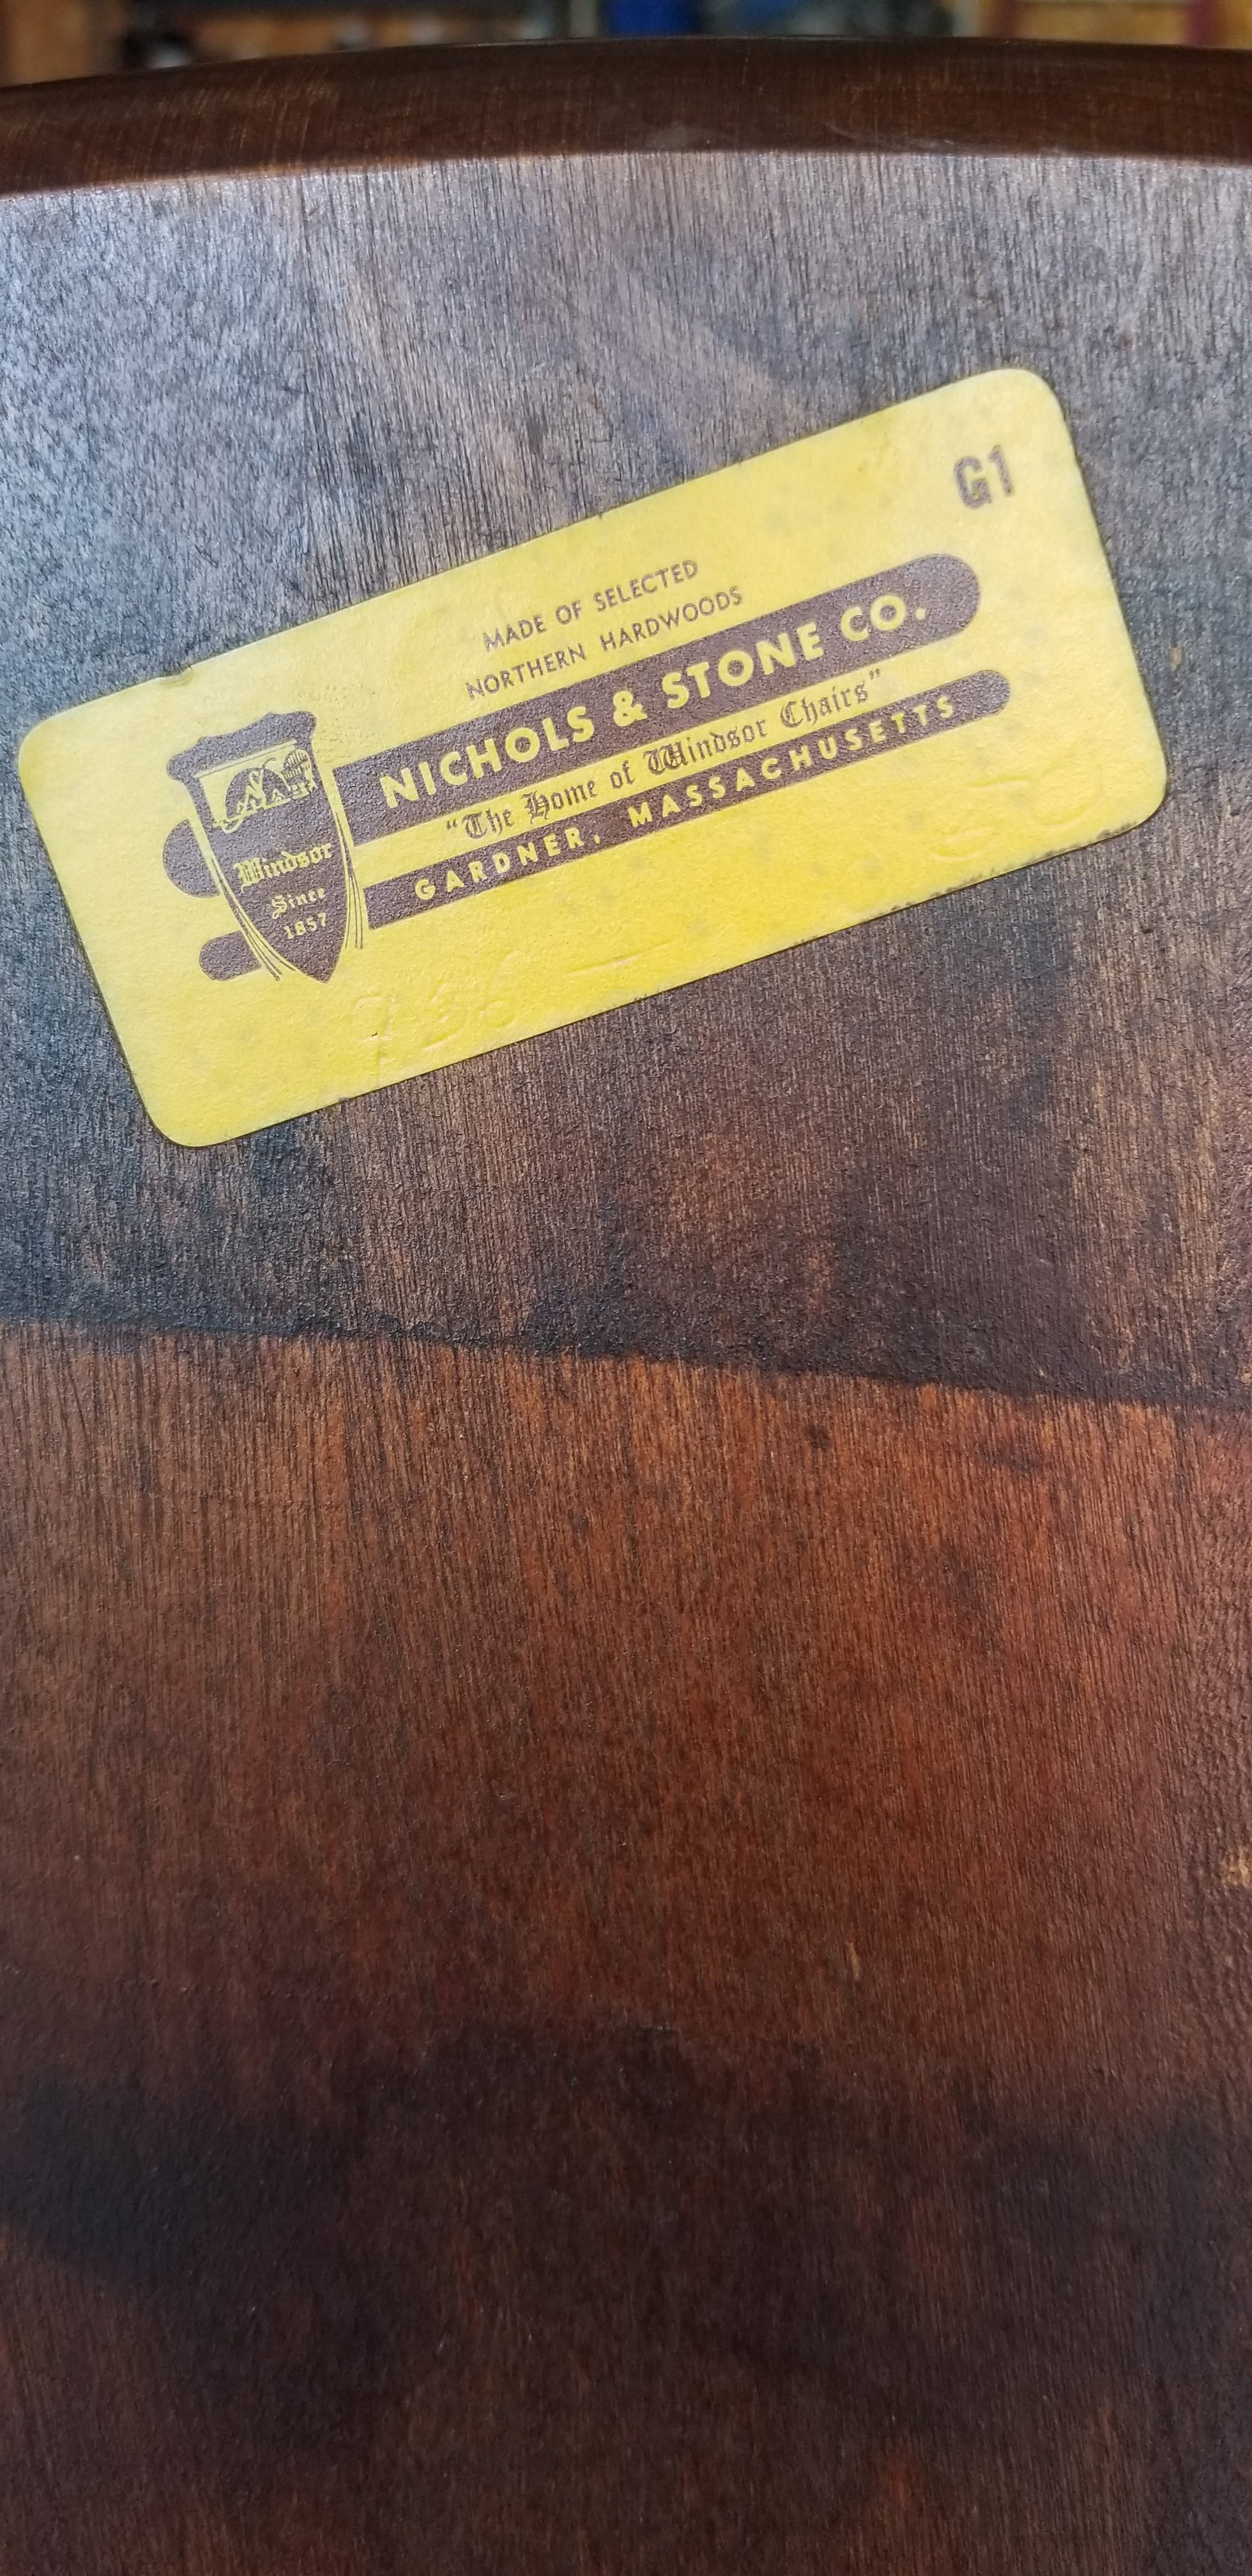 G1
MADE OF SELECTED
NORTHERN HARDWOODS
NICHOLS & STONE CO.
"The Home of Windsor Chairs"
GARDNER, MASSACHUSETTS
Windsor
Since
1857